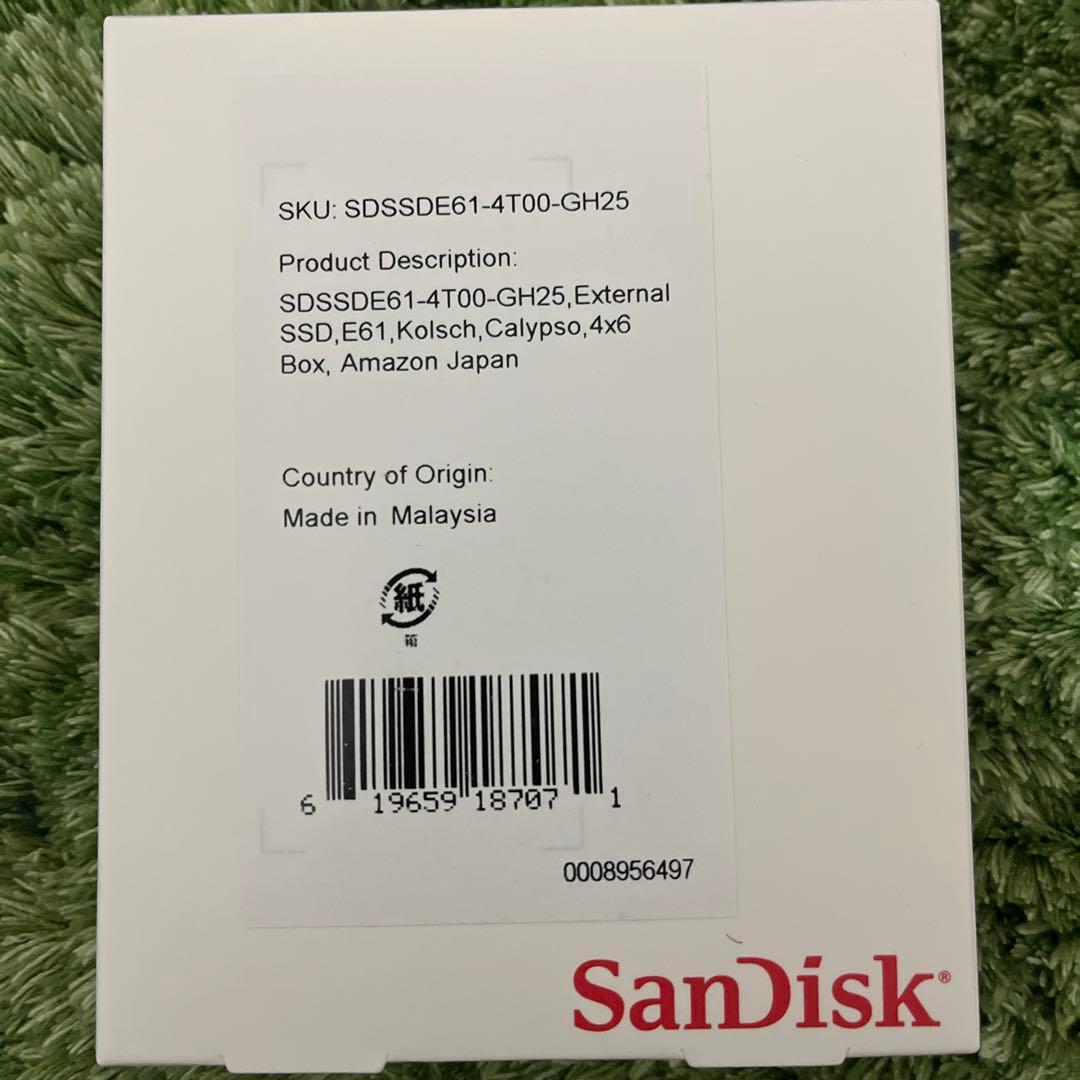 SKU: SDSSDE61-4T00-GH25
Product Description:
SDSSDE61-4T00-GH25,External
SSD,E61,Kolsch,Calypso,4x6
Box, Amazon Japan
Country of Origin:
Made in Malaysia
紙
箱
6 19659 18707 1
0008956497
SanDisk®